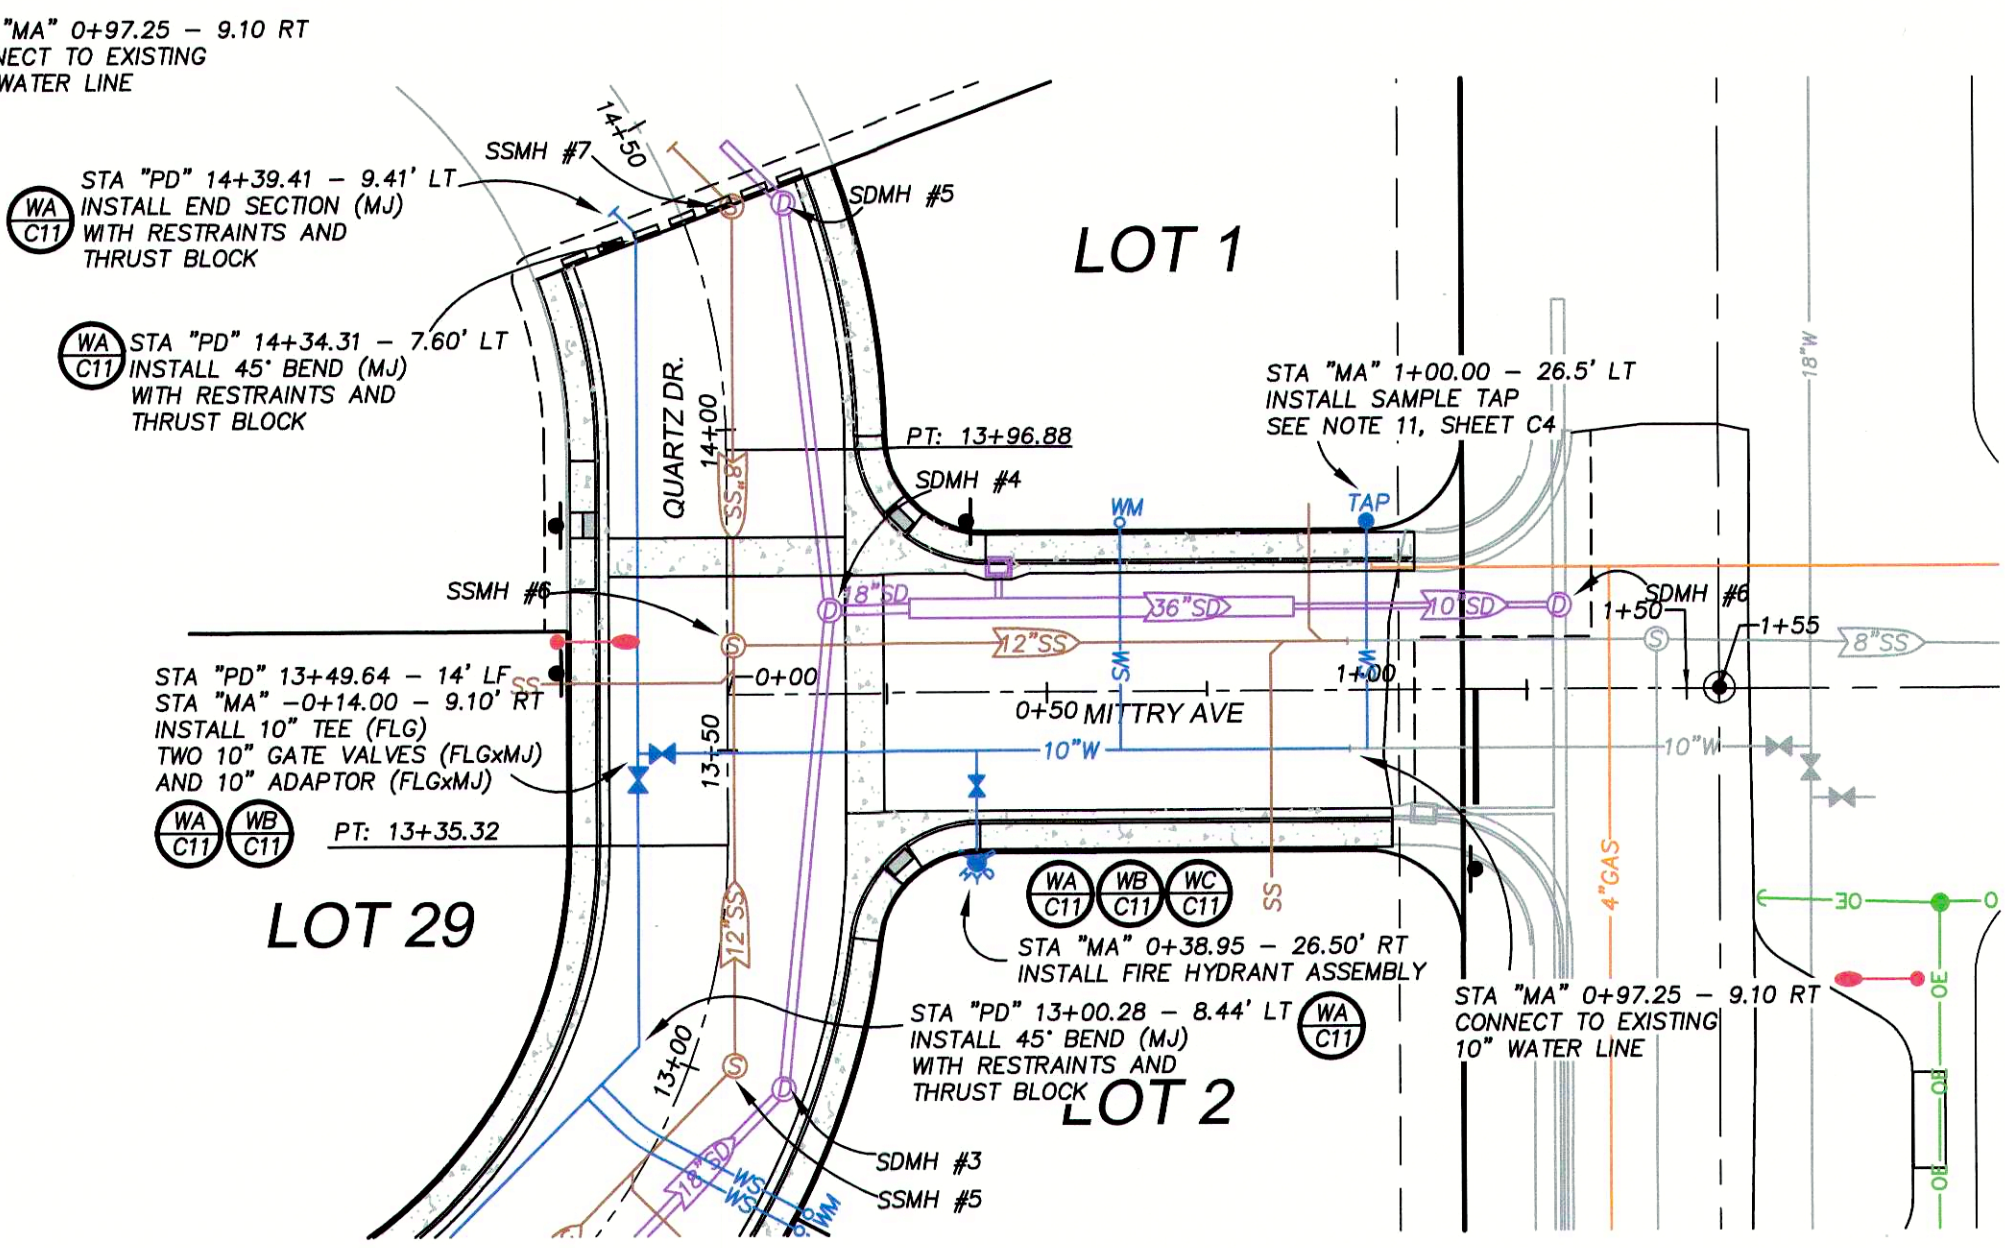 "MA" 0+97.25 - 9.10 RT
NECT TO EXISTING
WATER LINE
14+50
SSMH #7
STA "PD" 14+39.41 - 9.41' LT
INSTALL END SECTION (MJ)
WITH RESTRAINTS AND
THRUST BLOCK
WA
C11
S
D
SDMH #5
LOT 1
STA "PD" 14+34.31 - 7.60' LT
INSTALL 45° BEND (MJ)
WITH RESTRAINTS AND
THRUST BLOCK
WA
C11
QUARTZ DR.
14+00
8"SS
PT: 13+96.88
SDMH #4
STA "MA" 1+00.00 - 26.5' LT
INSTALL SAMPLE TAP
SEE NOTE 11, SHEET C4
18"W
WM
TAP
SSMH #6
D
18"SD
36"SD
10"SD
D
SDMH #6
1+50
1+55
S
12"SS
S
8"SS
WS
WS
0+00
1+00
0+50
MITTRY AVE
SS
STA "PD" 13+49.64 - 14' LF
STA "MA" -0+14.00 - 9.10' RT
INSTALL 10" TEE (FLG)
TWO 10" GATE VALVES (FLGxMJ)
AND 10" ADAPTOR (FLGxMJ)
WA
C11
WB
C11
13+50
10"W
10"W
PT: 13+35.32
LOT 29
12"SS
HYD
WA
C11
WB
C11
WC
C11
SS
4"GAS
STA "MA" 0+38.95 - 26.50' RT
INSTALL FIRE HYDRANT ASSEMBLY
STA "PD" 13+00.28 - 8.44' LT
INSTALL 45° BEND (MJ)
WITH RESTRAINTS AND
THRUST BLOCK
WA
C11
STA "MA" 0+97.25 - 9.10 RT
CONNECT TO EXISTING
10" WATER LINE
OE
OE
OE
OE
O
13+00
S
D
LOT 2
SDMH #3
SSMH #5
18"SD
WS
WS
WM